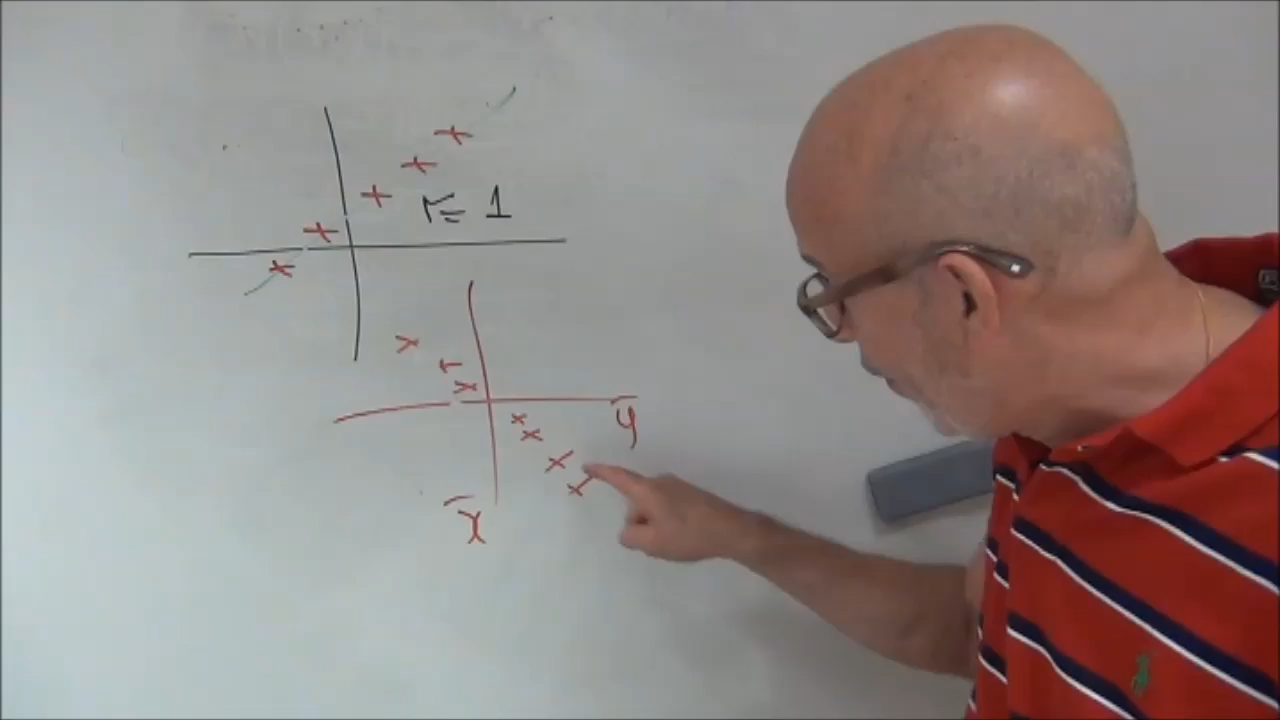 r = 1
ȳ
x̄